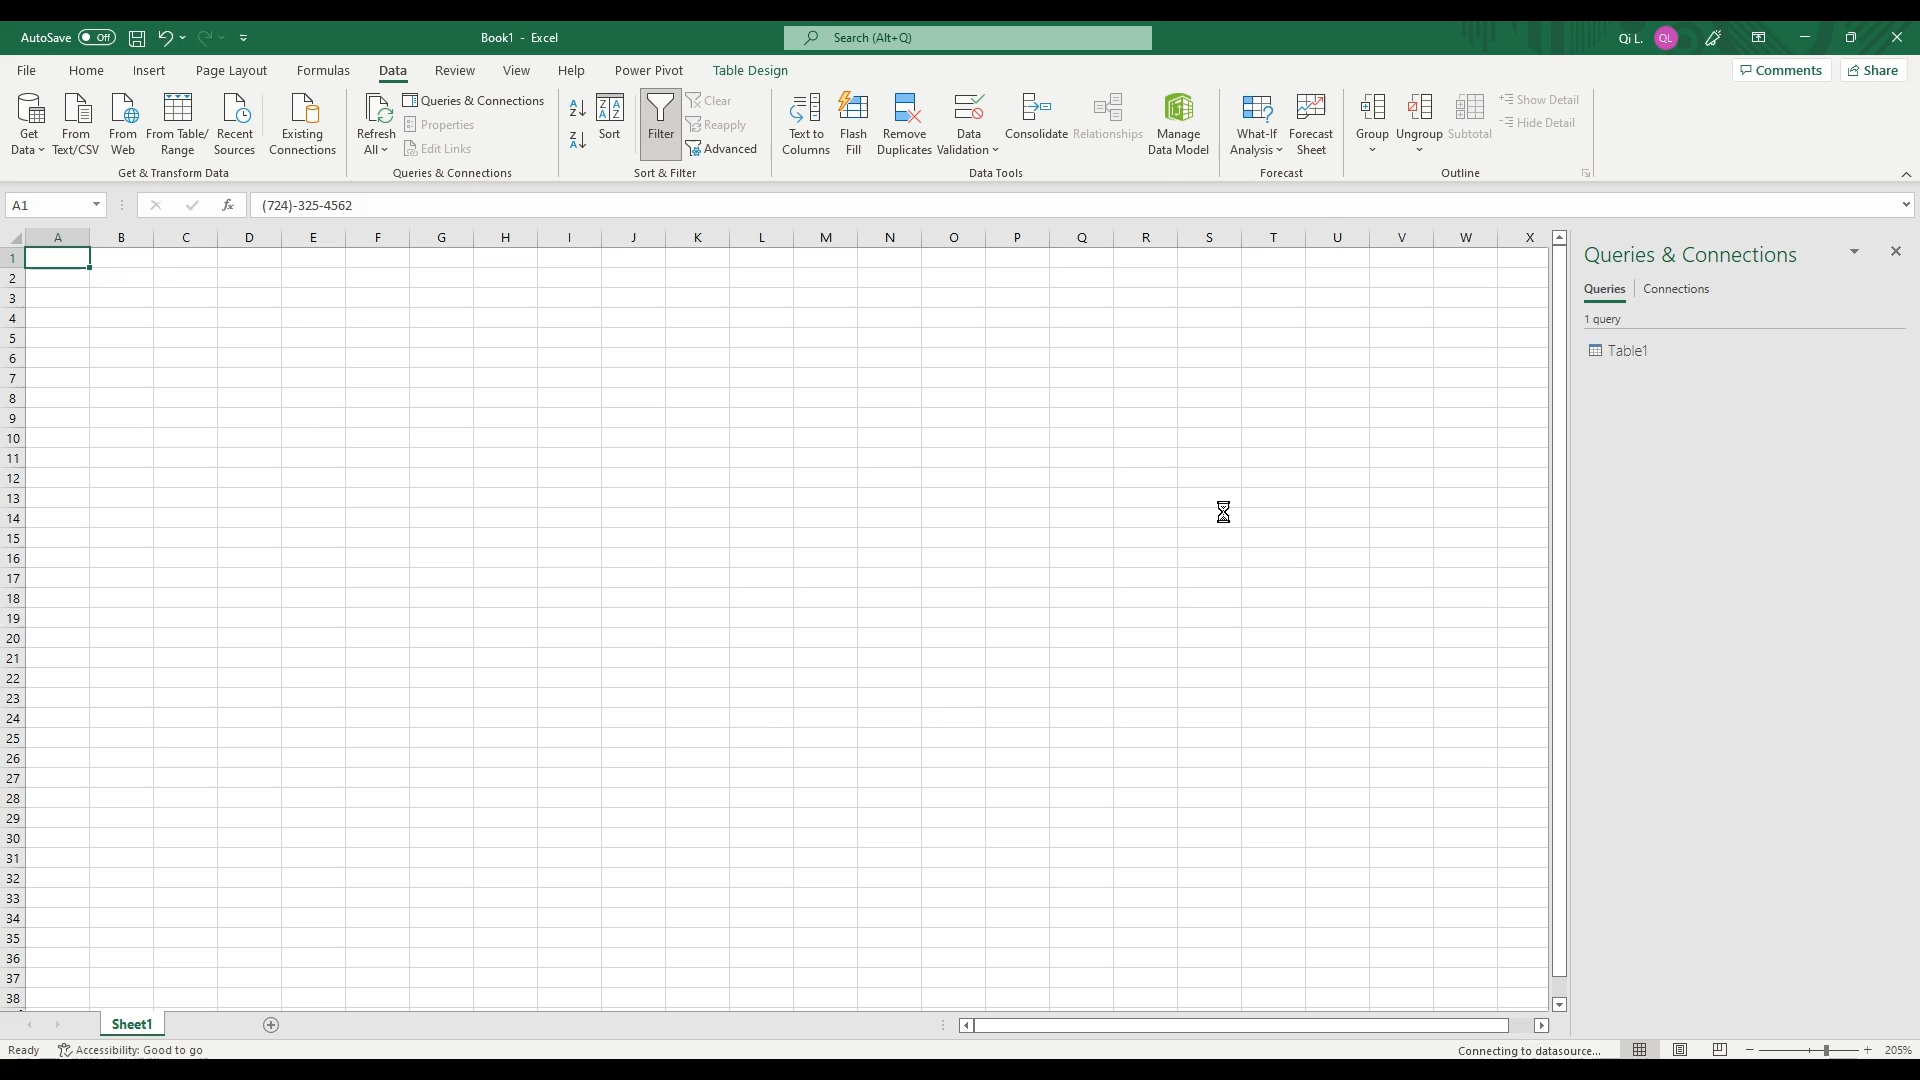 AutoSave Off Book1 - Excel Search (Alt+Q) Qi L. QL
File Home Insert Page Layout Formulas Data Review View Help Power Pivot Table Design Comments Share
Get Data From Text/CSV From Web From Table/ Range Recent Sources Existing Connections
Get & Transform Data
Refresh All Queries & Connections
Properties
Edit Links
Queries & Connections
Sort Filter Clear
Reapply
Advanced
Sort & Filter
Text to Columns Flash Fill Remove Duplicates Data Validation Consolidate Relationships Manage Data Model
Data Tools
What-If Analysis Forecast Sheet
Forecast
Group Ungroup Subtotal Show Detail
Hide Detail
Outline
A1 fx (724)-325-4562
A B C D E F G H I J K L M N O P Q R S T U V W X
1
2
3
4
5
6
7
8
9
10
11
12
13
14
15
16
17
18
19
20
21
22
23
24
25
26
27
28
29
30
31
32
33
34
35
36
37
38
Queries & Connections
Queries Connections
1 query
Table1
Sheet1
Ready Accessibility: Good to go Connecting to datasource... 205%